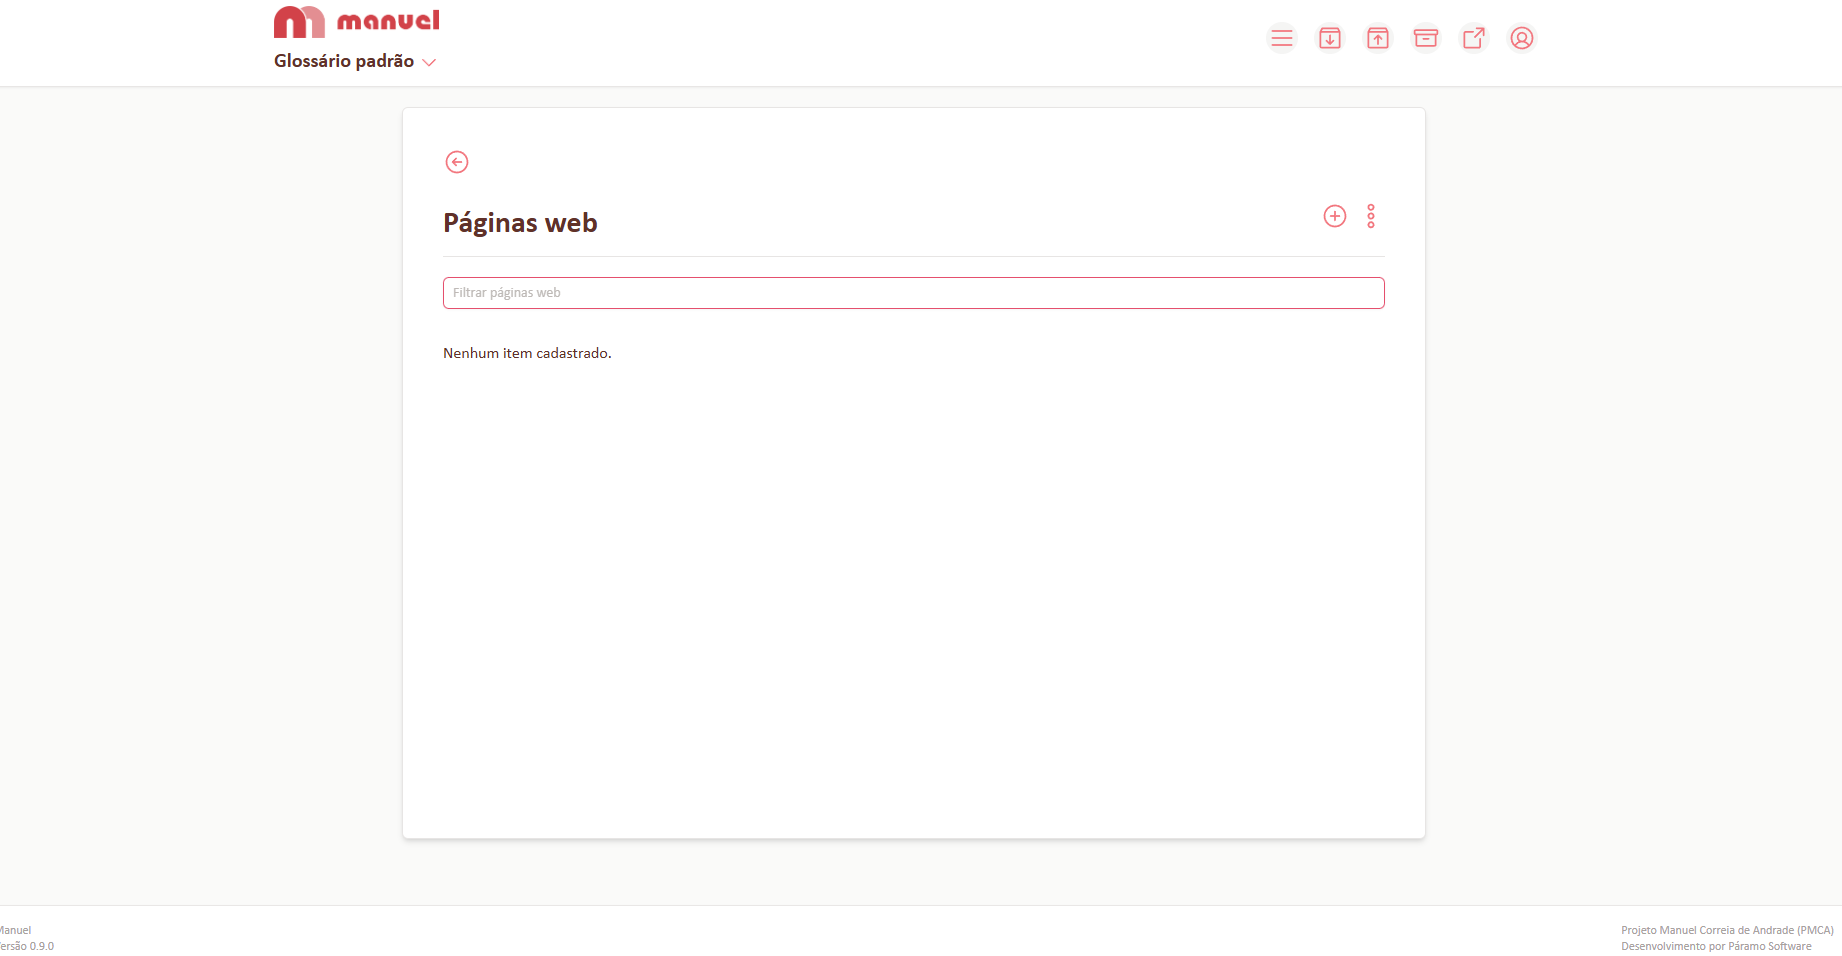 manuel
Glossário padrão
Páginas web
Filtrar páginas web
Nenhum item cadastrado.
Manuel
Versão 0.9.0
Projeto Manuel Correia de Andrade (PMCA)
Desenvolvimento por Páramo Software